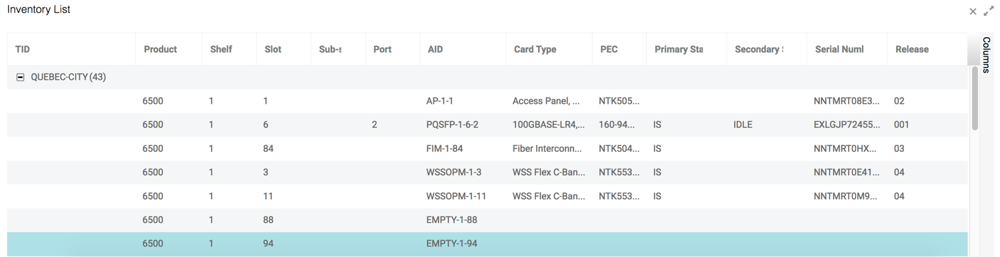 Inventory List
TID Product Shelf Slot Sub-s Port AID Card Type PEC Primary Sta Secondary S Serial Numl Release
Columns
QUEBEC-CITY (43)
6500 1 1 AP-1-1 Access Panel, ... NTK505... NNTMRT08E3... 02
6500 1 6 2 PQSFP-1-6-2 100GBASE-LR4,... 160-94... IS IDLE EXLGJP72455... 001
6500 1 84 FIM-1-84 Fiber Interconn... NTK504... IS NNTMRT0HX... 03
6500 1 3 WSSOPM-1-3 WSS Flex C-Ban... NTK553... IS NNTMRT0E41... 04
6500 1 11 WSSOPM-1-11 WSS Flex C-Ban... NTK553... IS NNTMRT0M9... 04
6500 1 88 EMPTY-1-88
6500 1 94 EMPTY-1-94